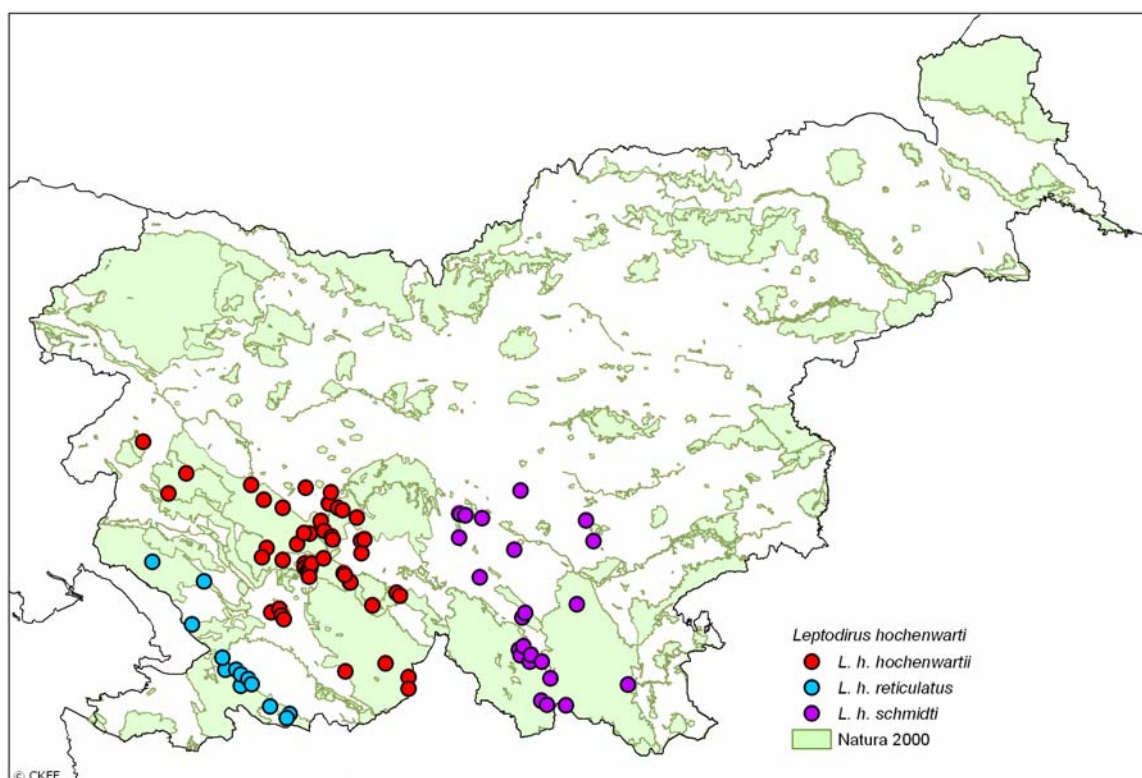 Leptodirus hochenwarti
L. h. hochenwartii
L. h. reticulatus
L. h. schmidti
Natura 2000
© CKFF